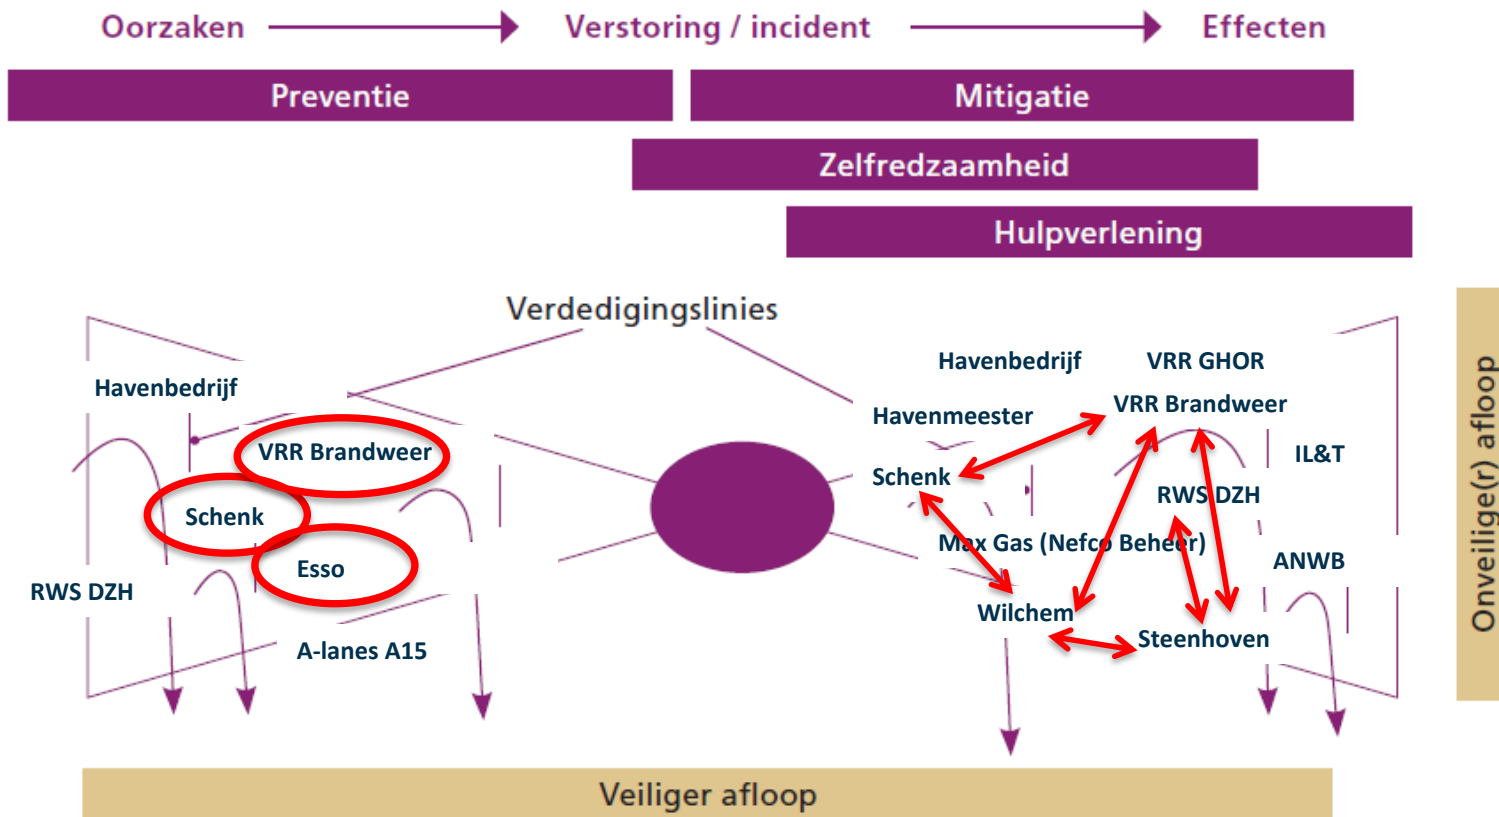 Oorzaken
Verstoring / incident
Effecten
Preventie
Mitigatie
Zelfredzaamheid
Hulpverlening
Verdedigingslinies
Havenbedrijf
VRR Brandweer
Schenk
Esso
RWS DZH
A-lanes A15
Havenbedrijf
VRR GHOR
Havenmeester
VRR Brandweer
Schenk
IL&T
RWS DZH
Max Gas (Nefco Beheer)
ANWB
Wilchem
Steenhoven
Onveilige(r) afloop
Veiliger afloop